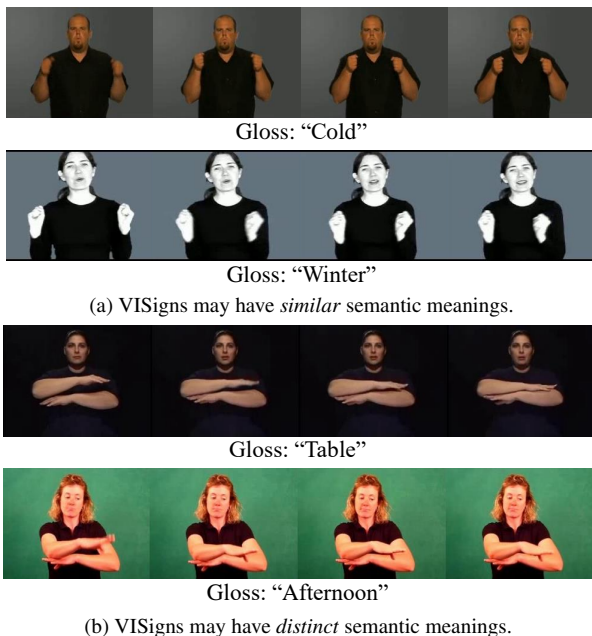 Gloss: “Cold”
Gloss: “Winter”
(a) VISigns may have similar semantic meanings.
Gloss: “Table”
Gloss: “Afternoon”
(b) VISigns may have distinct semantic meanings.